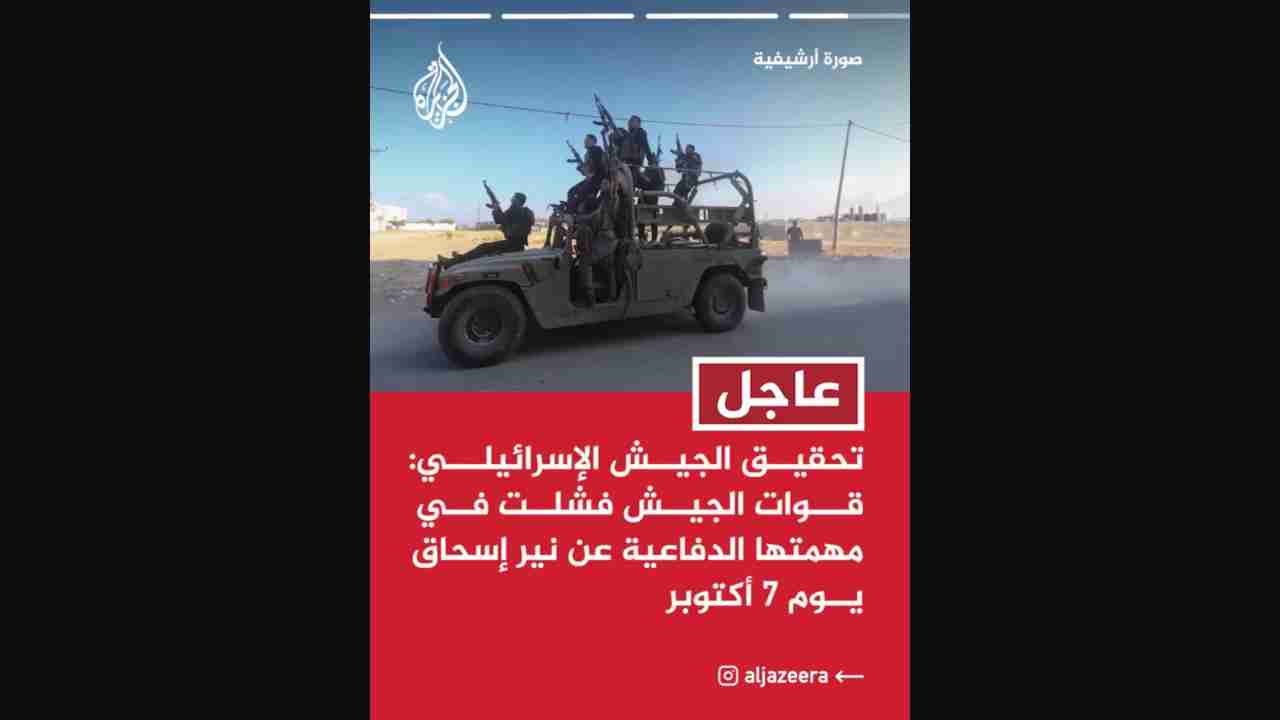 صورة أرشيفية
الجزيرة
عاجل
تحقيق الجيش الإسرائيلي:
قوات الجيش فشلت في
مهمتها الدفاعية عن نير إسحاق
يوم 7 أكتوبر
aljazeera